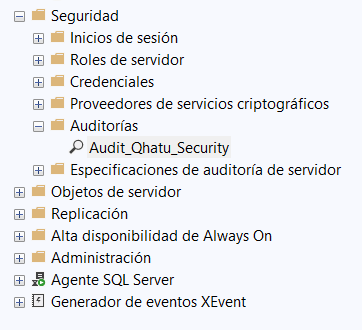 Seguridad
Inicios de sesión
Roles de servidor
Credenciales
Proveedores de servicios criptográficos
Auditorías
Audit_Qhatu_Security
Especificaciones de auditoría de servidor
Objetos de servidor
Replicación
Alta disponibilidad de Always On
Administración
Agente SQL Server
Generador de eventos XEvent